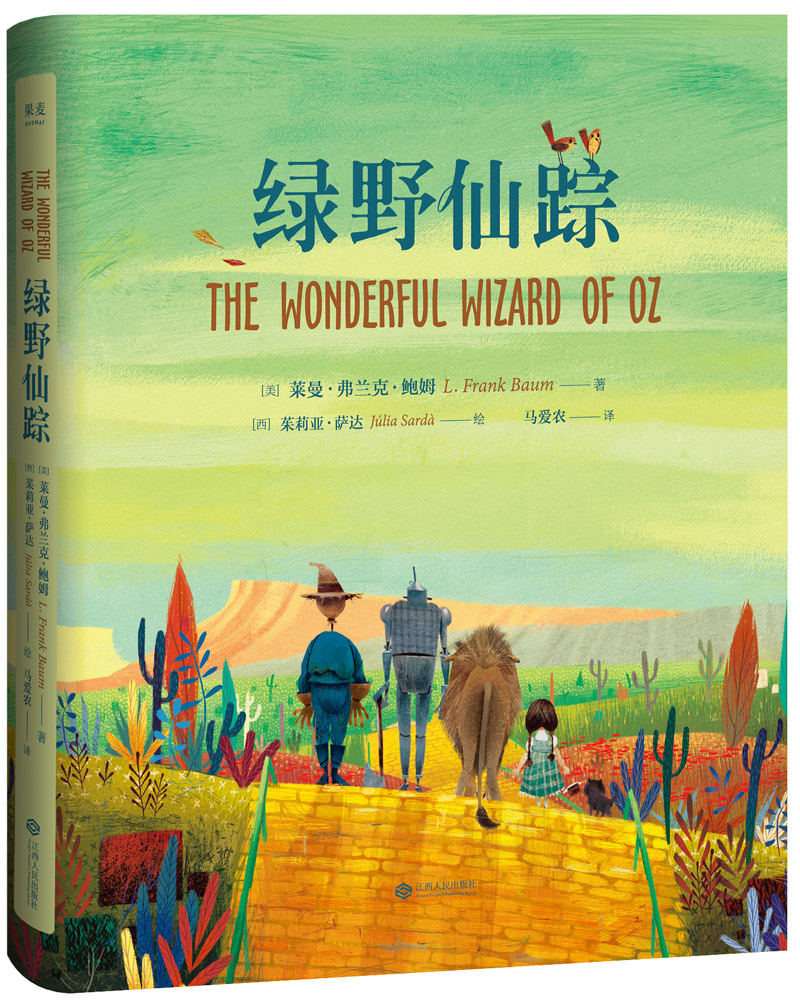 果麦
GUOMAI
THE WONDERFUL
WIZARD OF OZ
绿野仙踪
[美] 莱曼·弗兰克·鲍姆 L. Frank Baum——著
[西] 茱莉亚·萨达 Júlia Sardà——绘 马爱农——译
江西人民出版社
绿野仙踪
THE WONDERFUL WIZARD OF OZ
[美] 莱曼·弗兰克·鲍姆 L. Frank Baum——著
[西] 茱莉亚·萨达 Júlia Sardà——绘 马爱农——译
江西人民出版社